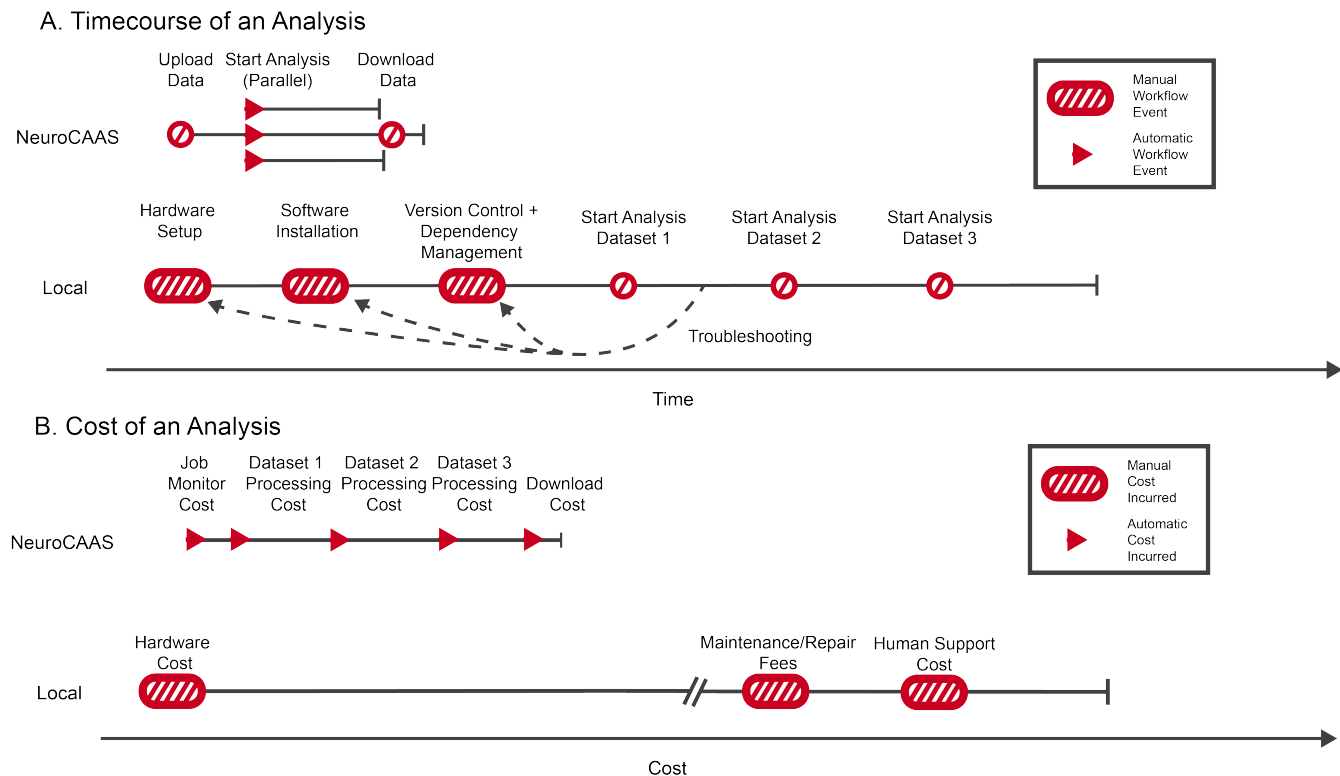 A. Timecourse of an Analysis
Upload
Data
Start Analysis
(Parallel)
Download
Data
NeuroCAAS
Manual
Workflow
Event
Automatic
Workflow
Event
Hardware
Setup
Software
Installation
Version Control +
Dependency
Management
Start Analysis
Dataset 1
Start Analysis
Dataset 2
Start Analysis
Dataset 3
Local
Troubleshooting
Time
B. Cost of an Analysis
Job
Monitor
Cost
Dataset 1
Processing
Cost
Dataset 2
Processing
Cost
Dataset 3
Processing
Cost
Download
Cost
NeuroCAAS
Manual
Cost
Incurred
Automatic
Cost
Incurred
Hardware
Cost
Maintenance/Repair
Fees
Human Support
Cost
Local
Cost